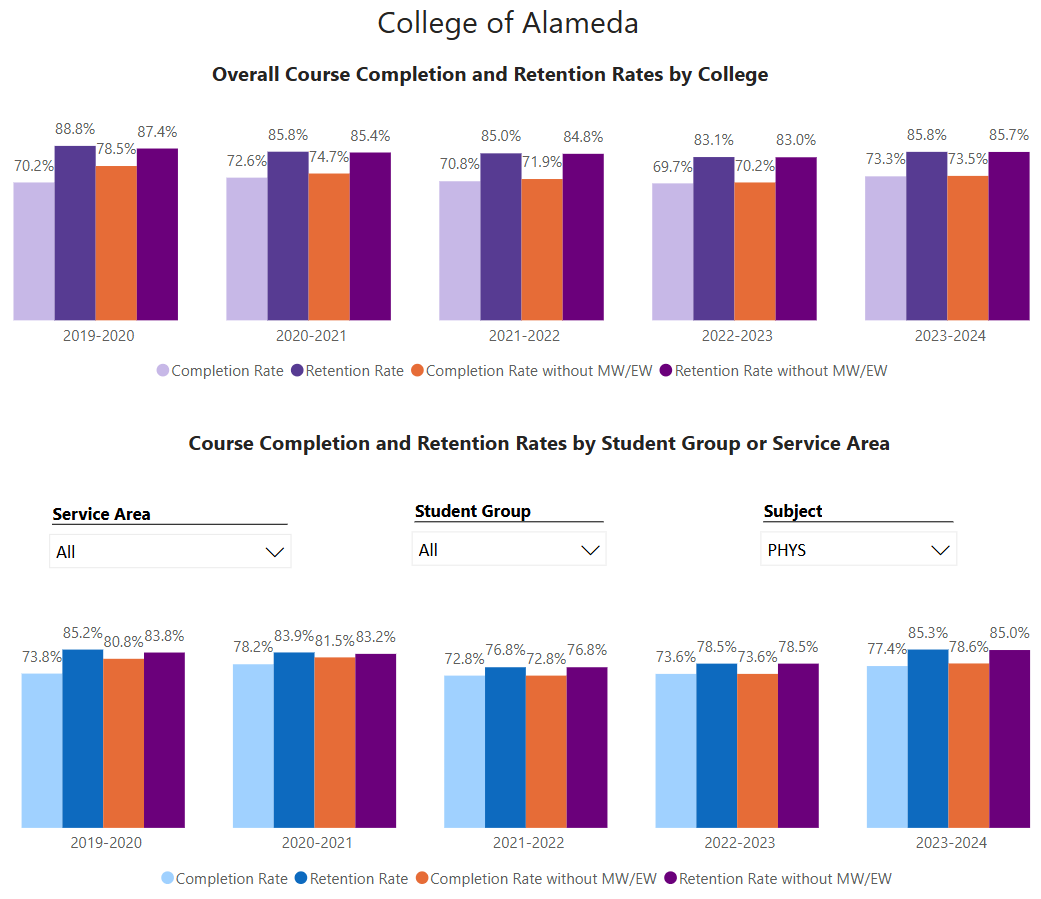 College of Alameda
Overall Course Completion and Retention Rates by College
70.2% 88.8% 78.5% 87.4% 72.6% 85.8% 74.7% 85.4% 70.8% 85.0% 71.9% 84.8% 69.7% 83.1% 70.2% 83.0% 73.3% 85.8% 73.5% 85.7%
2019-2020 2020-2021 2021-2022 2022-2023 2023-2024
Completion Rate Retention Rate Completion Rate without MW/EW Retention Rate without MW/EW
Course Completion and Retention Rates by Student Group or Service Area
Service Area Student Group Subject
All All PHYS
73.8% 85.2% 80.8% 83.8% 78.2% 83.9% 81.5% 83.2% 72.8% 76.8% 72.8% 76.8% 73.6% 78.5% 73.6% 78.5% 77.4% 85.3% 78.6% 85.0%
2019-2020 2020-2021 2021-2022 2022-2023 2023-2024
Completion Rate Retention Rate Completion Rate without MW/EW Retention Rate without MW/EW